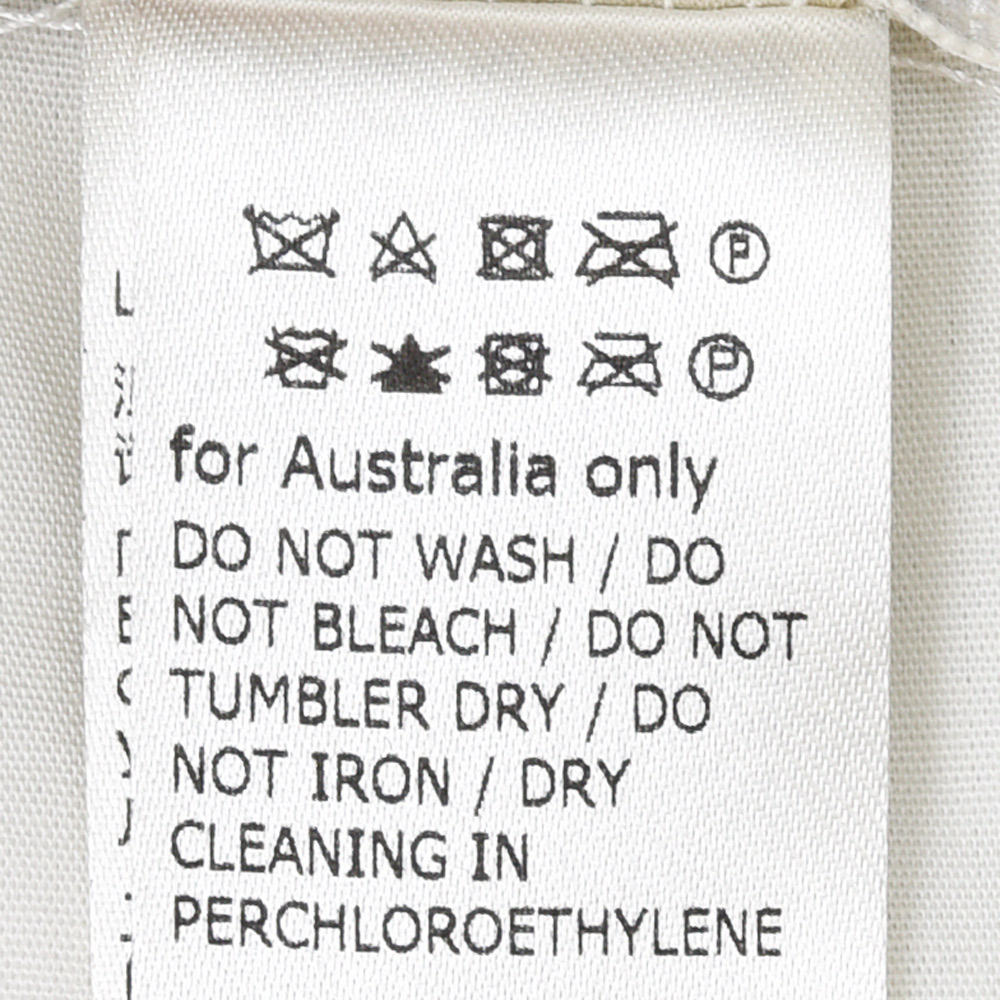 P
P
for Australia only
DO NOT WASH / DO
NOT BLEACH / DO NOT
TUMBLER DRY / DO
NOT IRON / DRY
CLEANING IN
PERCHLOROETHYLENE